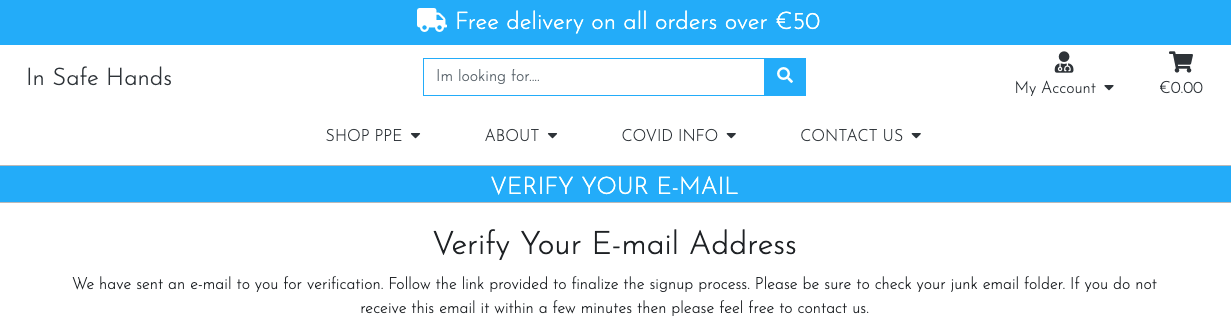 Free delivery on all orders over €50
In Safe Hands
Im looking for....
My Account
€0.00
SHOP PPE
ABOUT
COVID INFO
CONTACT US
VERIFY YOUR E-MAIL
Verify Your E-mail Address
We have sent an e-mail to you for verification. Follow the link provided to finalize the signup process. Please be sure to check your junk email folder. If you do not
receive this email it within a few minutes then please feel free to contact us.